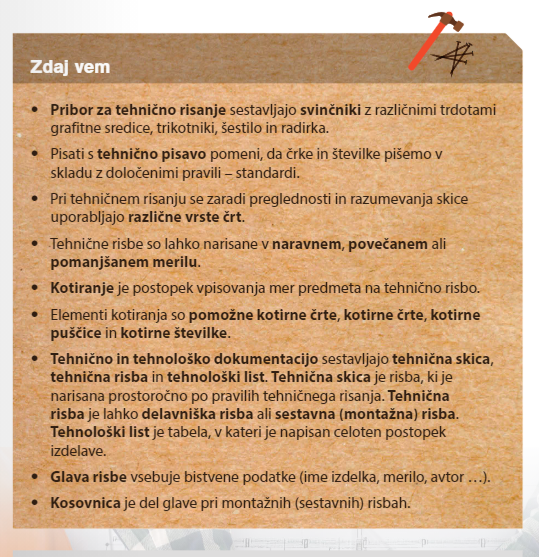 Zdaj vem
• Pribor za tehnično risanje sestavljajo svinčniki z različnimi trdotami
grafitne sredice, trikotniki, šestilo in radirka.
• Pisati s tehnično pisavo pomeni, da črke in številke pišemo v
skladu z določenimi pravili – standardi.
• Pri tehničnem risanju se zaradi preglednosti in razumevanja skice
uporabljajo različne vrste črt.
• Tehnične risbe so lahko narisane v naravnem, povečanem ali
pomanjšanem merilu.
• Kotiranje je postopek vpisovanja mer predmeta na tehnično risbo.
• Elementi kotiranja so pomožne kotirne črte, kotirne črte, kotirne
puščice in kotirne številke.
• Tehnično in tehnološko dokumentacijo sestavljajo tehnična skica,
tehnična risba in tehnološki list. Tehnična skica je risba, ki je
narisana prostoročno po pravilih tehničnega risanja. Tehnična
risba je lahko delavniška risba ali sestavna (montažna) risba.
Tehnološki list je tabela, v kateri je napisan celoten postopek
izdelave.
• Glava risbe vsebuje bistvene podatke (ime izdelka, merilo, avtor …).
• Kosovnica je del glave pri montažnih (sestavnih) risbah.